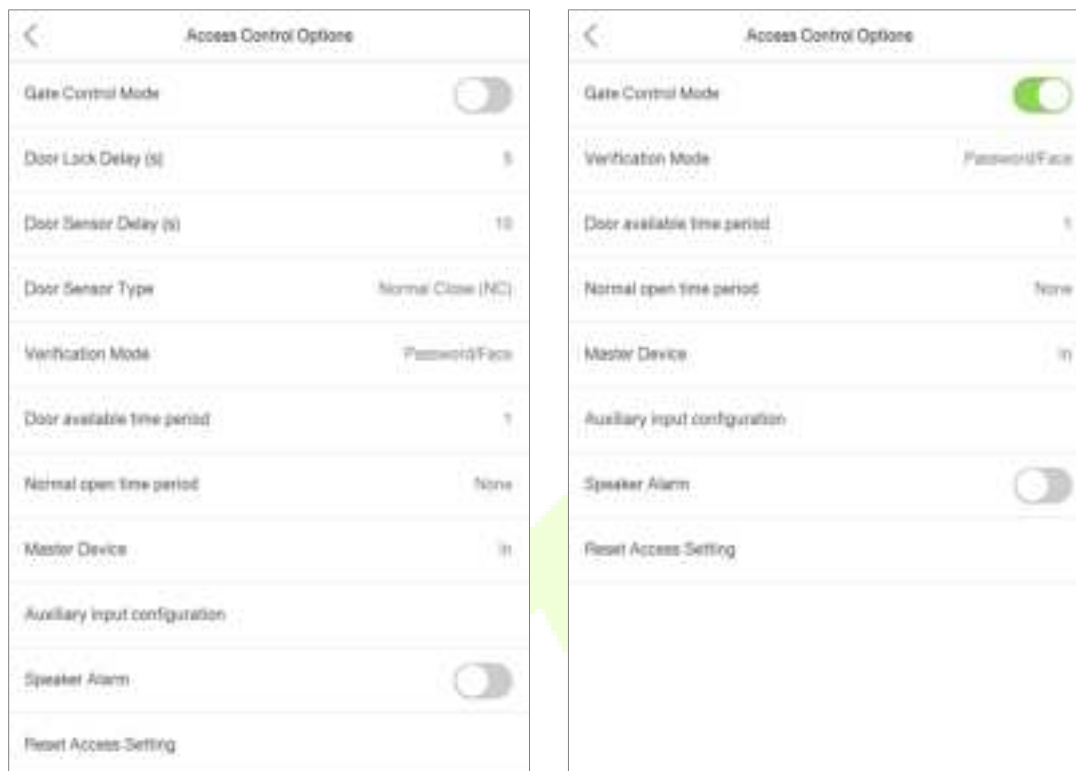 Access Control Options
Gate Control Mode
Door Lock Delay (s) 5
Door Sensor Delay (s) 10
Door Sensor Type Normal Close (NC)
Verification Mode Password/Face
Door available time period 1
Normal open time period None
Master Device In
Auxiliary input configuration
Speaker Alarm
Reset Access Setting
Access Control Options
Gate Control Mode
Verification Mode Password/Face
Door available time period 1
Normal open time period None
Master Device In
Auxiliary input configuration
Speaker Alarm
Reset Access Setting